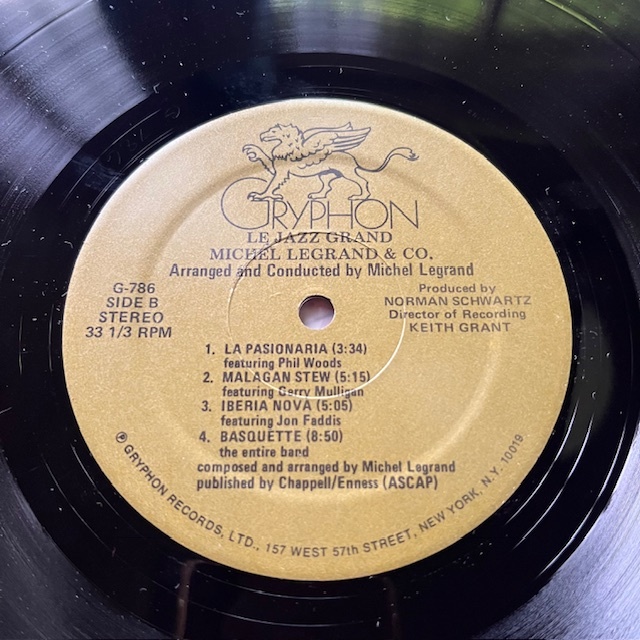 GRYPHON
LE JAZZ GRAND
MICHEL LEGRAND & CO.
Arranged and Conducted by Michel Legrand
G-786
SIDE B
STEREO
33 1/3 RPM
Produced by
NORMAN SCHWARTZ
Director of Recording
KEITH GRANT
1. LA PASIONARIA (3:34)
featuring Phil Woods
2. MALAGAN STEW (5:15)
featuring Gerry Mulligan
3. IBERIA NOVA (5:05)
featuring Jon Faddis
4. BASQUETTE (8:50)
the entire band
composed and arranged by Michel Legrand
published by Chappell/Enness (ASCAP)
℗ GRYPHON RECORDS, LTD., 157 WEST 57th STREET, NEW YORK, N.Y. 10019